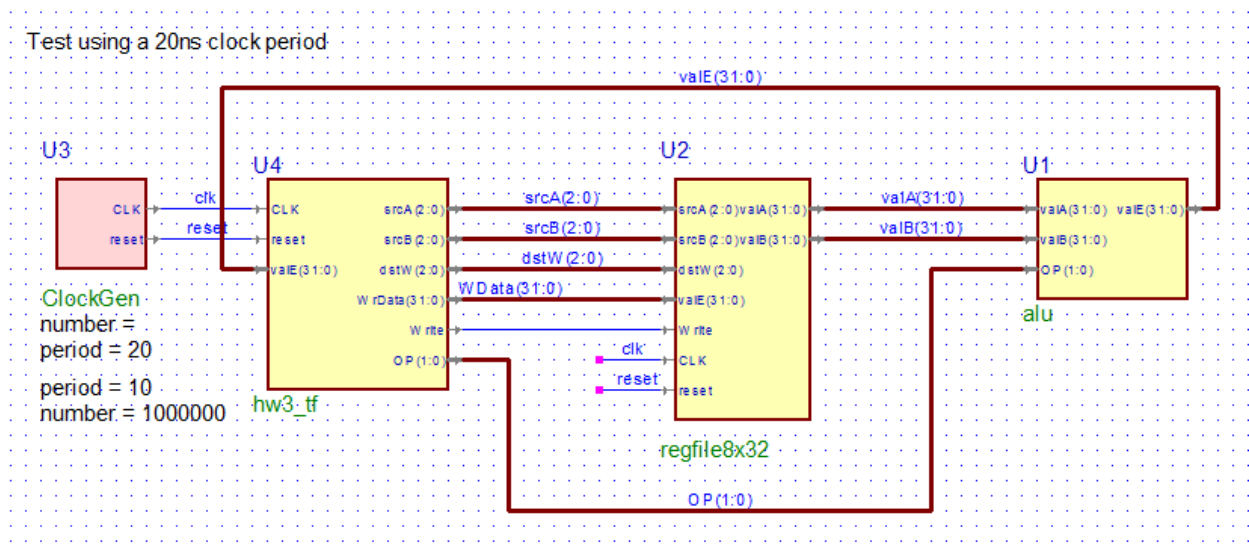 Test using a 20ns clock period
valE(31:0)
U3
U4
U2
U1
CLK
clk
CLK
srcA(2:0)
srcA(2:0)
srcA(2:0)
valA(31:0)
valA(31:0)
valA(31:0)
valE(31:0)
reset
reset
reset
srcB(2:0)
srcB(2:0)
srcB(2:0)
valB(31:0)
valB(31:0)
valB(31:0)
valE(31:0)
dstW(2:0)
dstW(2:0)
dstW(2:0)
OP(1:0)
ClockGen
number =
period = 20
period = 10
number = 1000000
WrData(31:0)
WData(31:0)
valE(31:0)
Write
Write
OP(1:0)
clk
CLK
reset
reset
hw3_tf
regfile8x32
alu
OP(1:0)